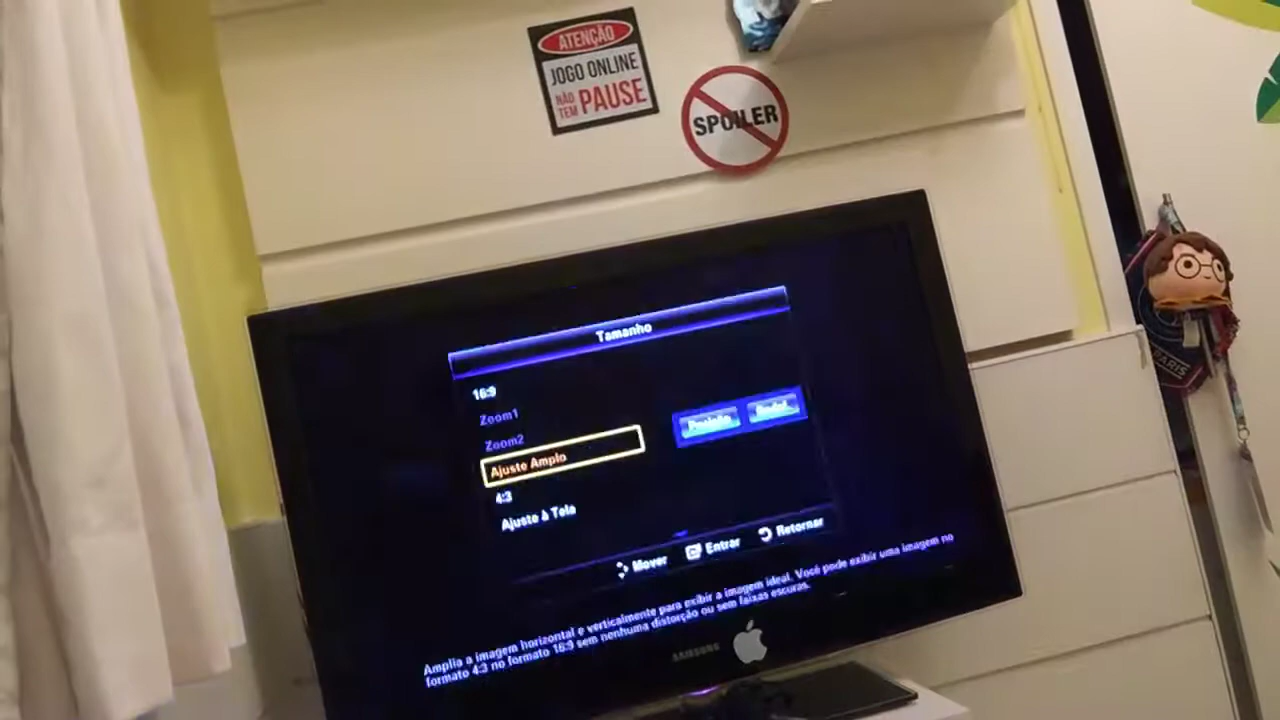 ATENÇÃO
JOGO ONLINE
NÃO TEM PAUSE
SPOILER
PARIS
Tamanho
16:9
Zoom1
Zoom2
Ajuste Amplo
4:3
Ajuste à Tela
Mover Entrar Retornar
Amplia a imagem horizontal e verticalmente para exibir a imagem ideal. Você pode exibir uma imagem no
formato 4:3 no formato 16:9 sem nenhuma distorção ou sem faixas escuras.
SAMSUNG